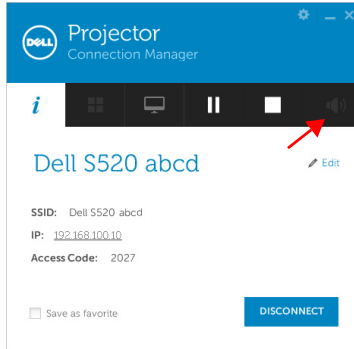 DELL
Projector
Connection Manager
i
Dell S520 abcd
Edit
SSID: Dell S520 abcd
IP: 192.168.100.10
Access Code: 2027
Save as favorite
DISCONNECT